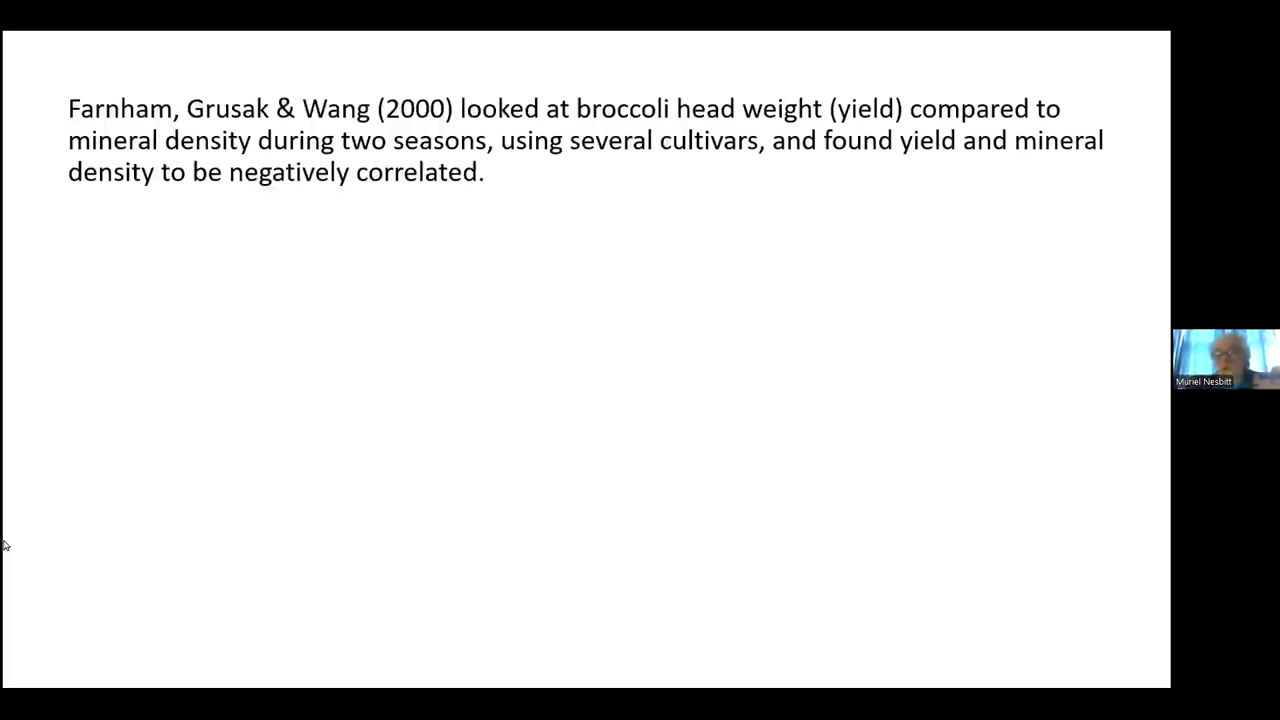 Farnham, Grusak & Wang (2000) looked at broccoli head weight (yield) compared to
mineral density during two seasons, using several cultivars, and found yield and mineral
density to be negatively correlated.
Muriel Nesbitt